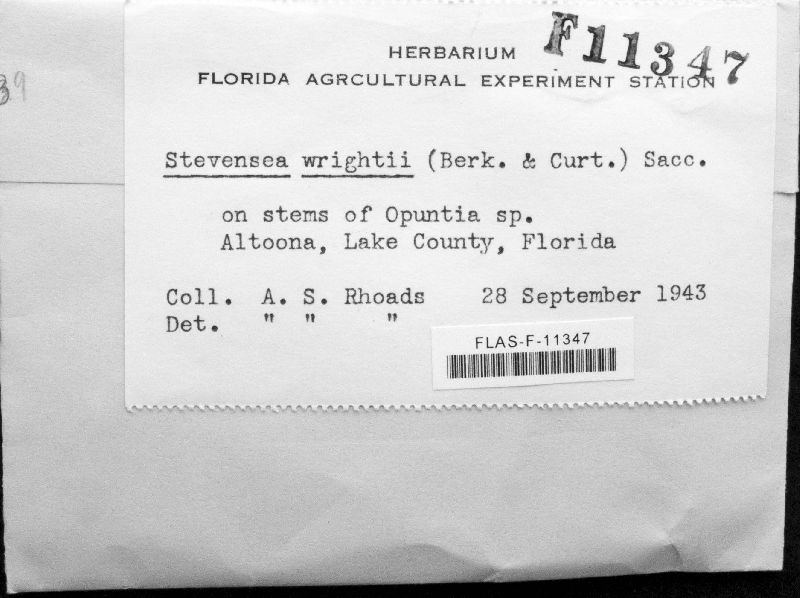 39
F11347
HERBARIUM
FLORIDA AGRCULTURAL EXPERIMENT STATION
Stevensea wrightii (Berk. & Curt.) Sacc.
on stems of Opuntia sp.
Altoona, Lake County, Florida
Coll. A. S. Rhoads 28 September 1943
Det. " " "
FLAS-F-11347